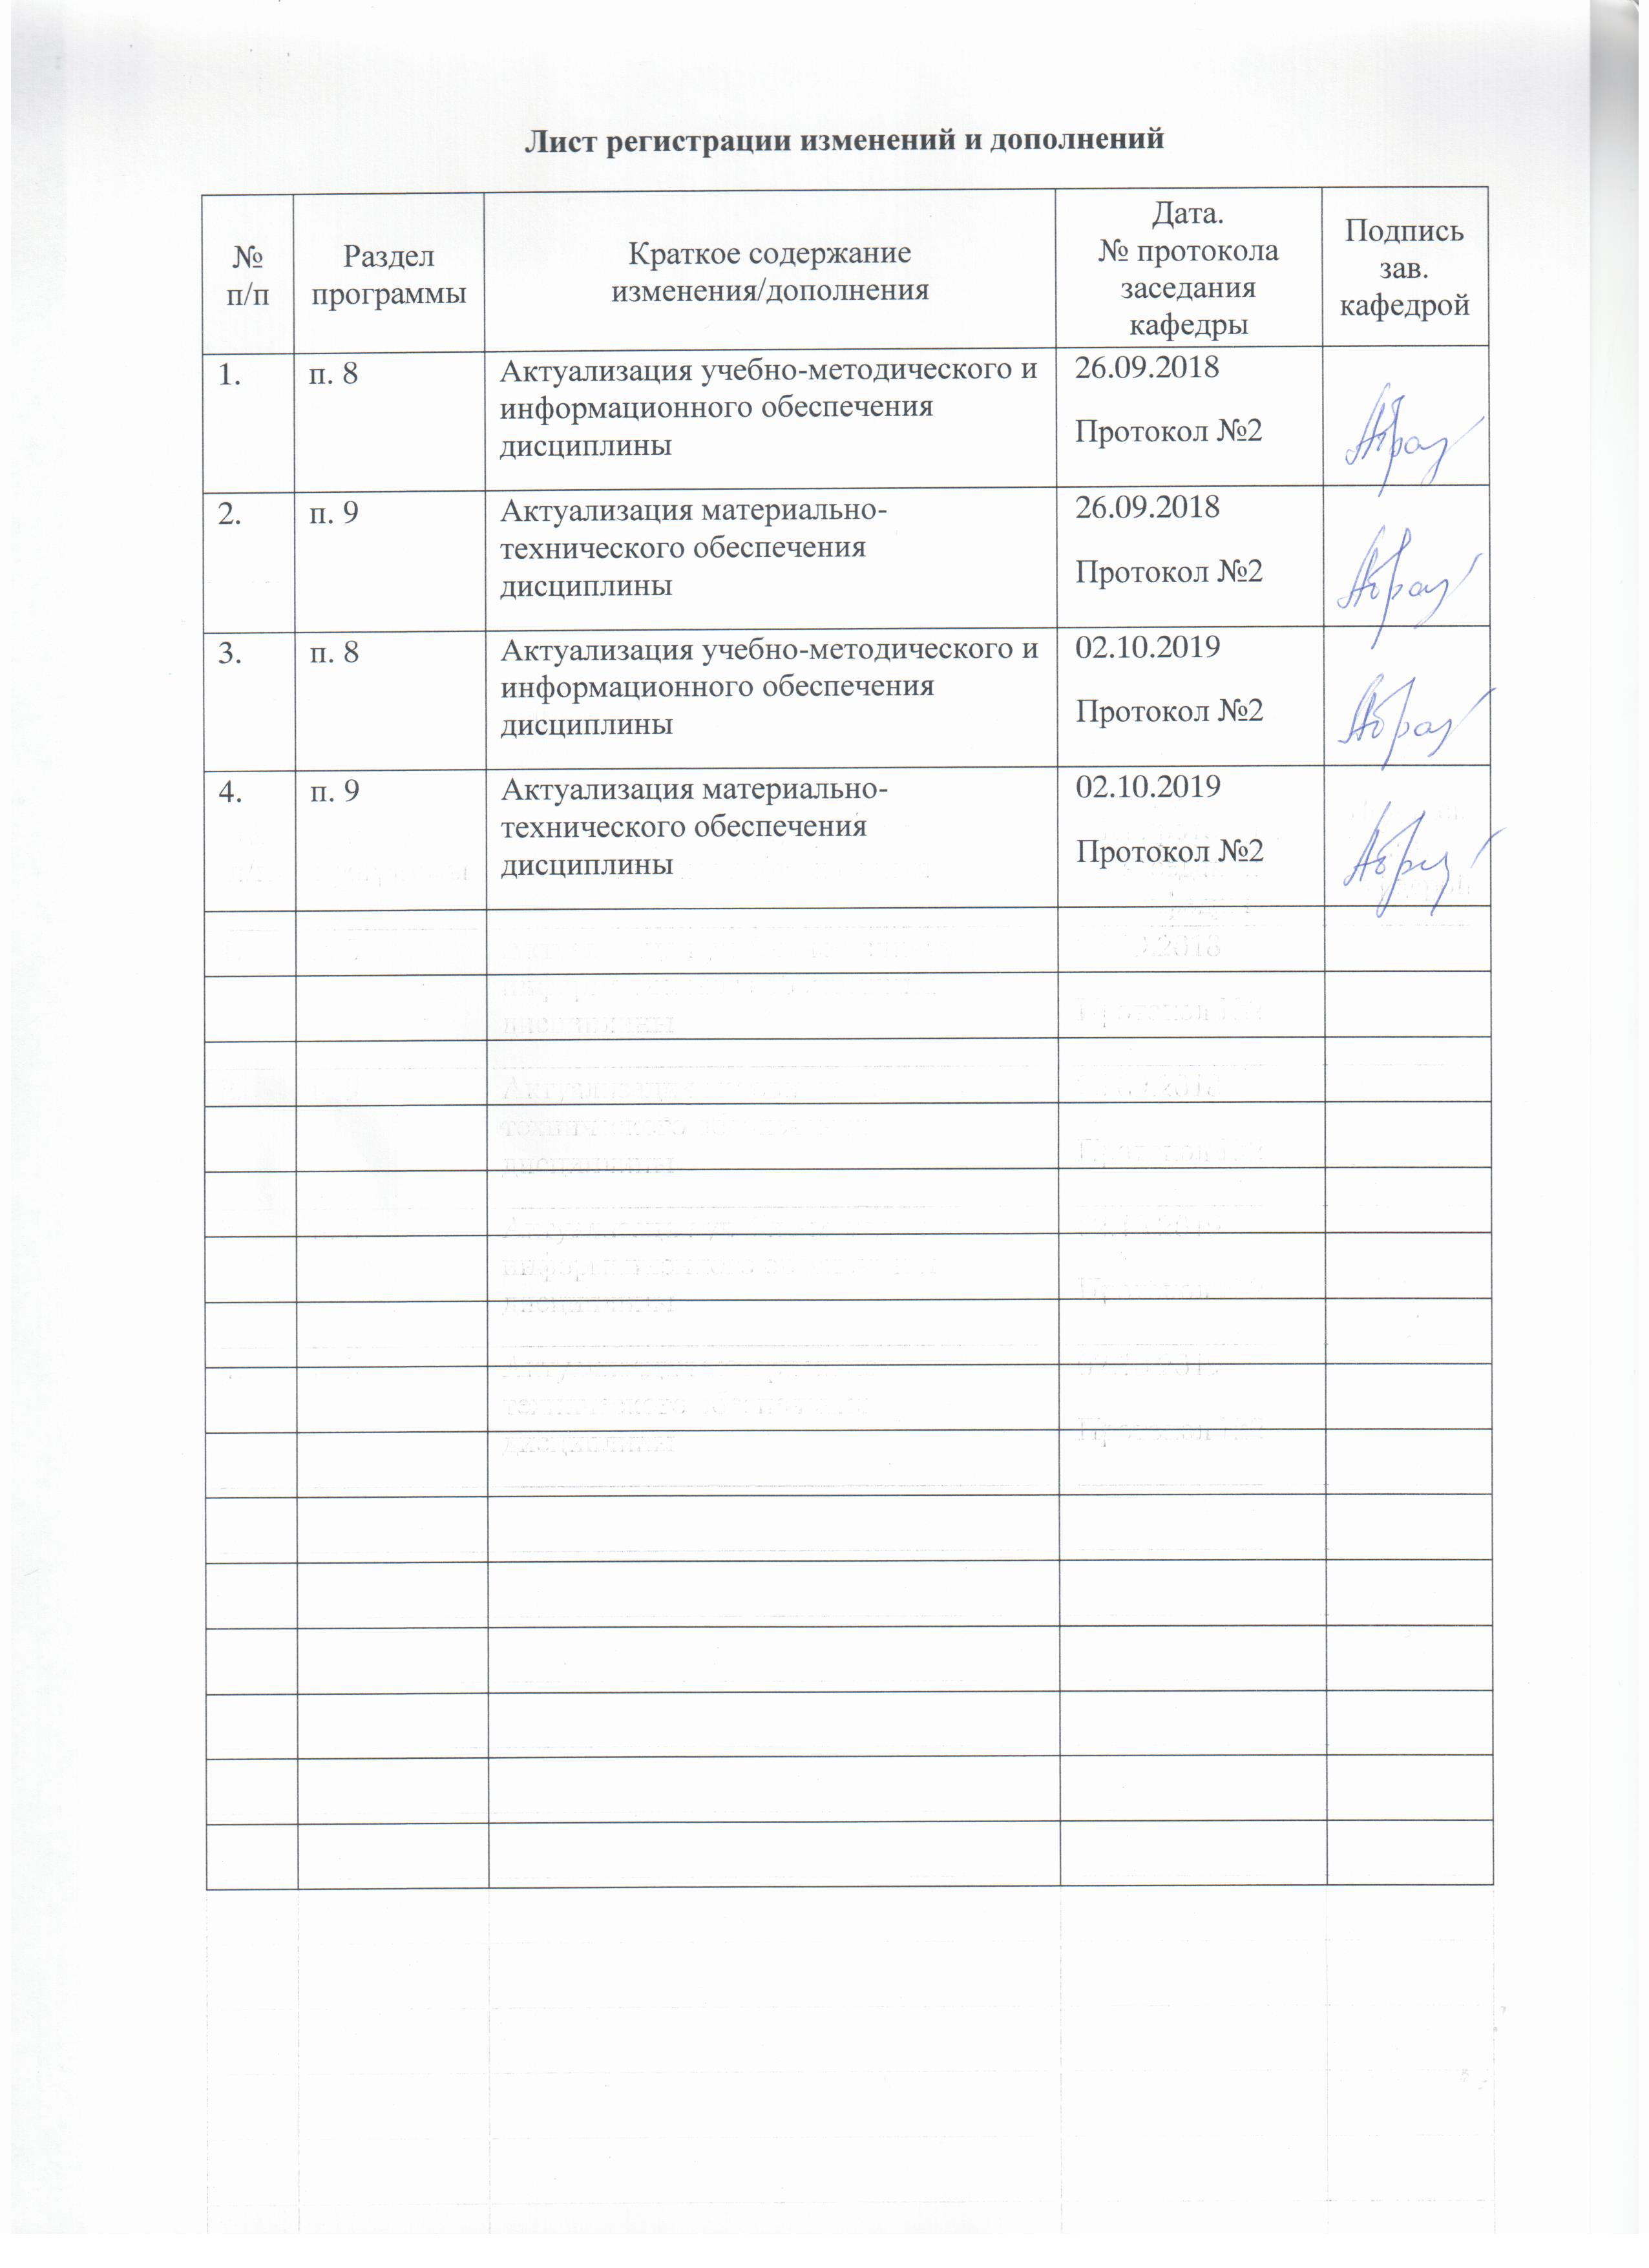 Лист регистрации изменений и дополнений
№
п/п
Раздел
программы
Краткое содержание
изменения/дополнения
Дата.
№ протокола
заседания
кафедры
Подпись
зав.
кафедрой
1.
п. 8
Актуализация учебно-методического и
информационного обеспечения
дисциплины
26.09.2018
Протокол №2
2.
п. 9
Актуализация материально-
технического обеспечения
дисциплины
26.09.2018
Протокол №2
3.
п. 8
Актуализация учебно-методического и
информационного обеспечения
дисциплины
02.10.2019
Протокол №2
4.
п. 9
Актуализация материально-
технического обеспечения
дисциплины
02.10.2019
Протокол №2